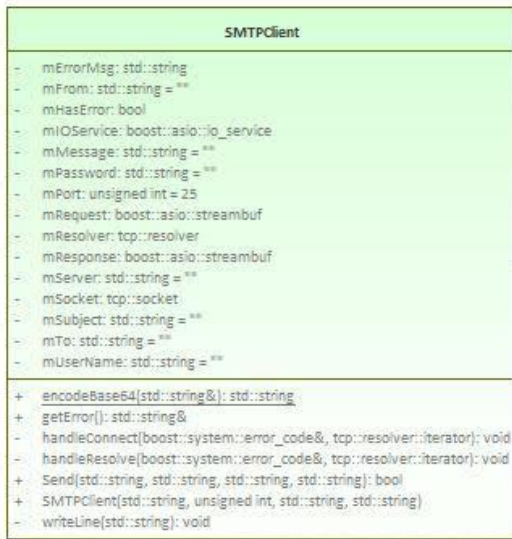 SMTPClient
- mErrorMsg: std::string
- mFrom: std::string = ""
- mHasError: bool
- mIOService: boost::asio::io_service
- mMessage: std::string = ""
- mPassword: std::string = ""
- mPort: unsigned int = 25
- mRequest: boost::asio::streambuf
- mResolver: tcp::resolver
- mResponse: boost::asio::streambuf
- mServer: std::string = ""
- mSocket: tcp::socket
- mSubject: std::string = ""
- mTo: std::string = ""
- mUserName: std::string = ""
+ encodeBase64(std::string&): std::string
+ getError(): std::string&
- handleConnect(boost::system::error_code&, tcp::resolver::iterator): void
- handleResolve(boost::system::error_code&, tcp::resolver::iterator): void
+ Send(std::string, std::string, std::string, std::string): bool
+ SMTPClient(std::string, unsigned int, std::string, std::string)
- writeLine(std::string): void